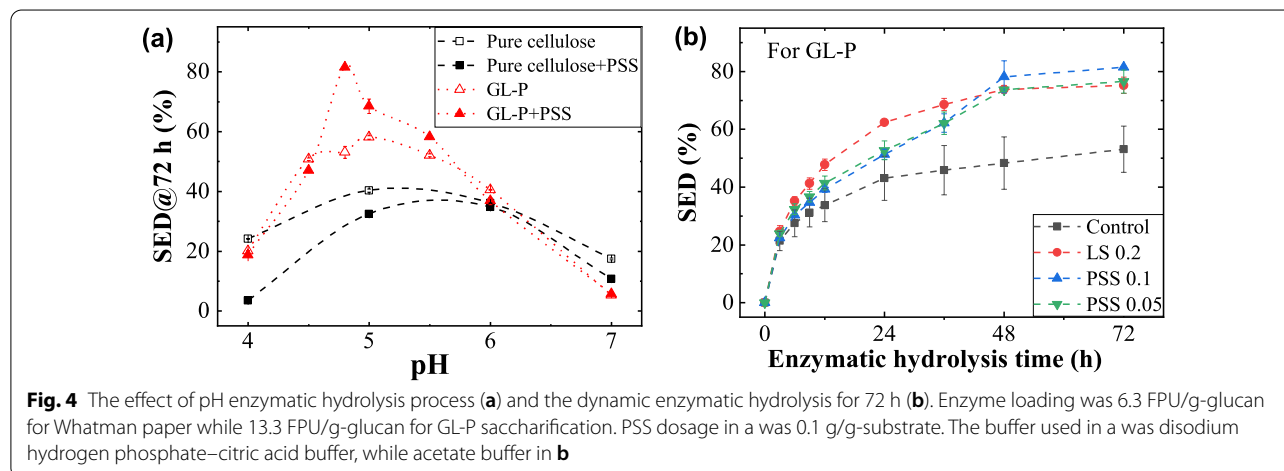 (a)
Pure cellulose
Pure cellulose+PSS
GL-P
GL-P+PSS
SED@72 h (%)
80
60
40
20
0
4 5 6 7
pH
(b)
For GL-P
SED (%)
80
60
40
20
0
Control
LS 0.2
PSS 0.1
PSS 0.05
0 12 24 36 48 72
Enzymatic hydrolysis time (h)
Fig. 4 The effect of pH enzymatic hydrolysis process (a) and the dynamic enzymatic hydrolysis for 72 h (b). Enzyme loading was 6.3 FPU/g-glucan
for Whatman paper while 13.3 FPU/g-glucan for GL-P saccharification. PSS dosage in a was 0.1 g/g-substrate. The buffer used in a was disodium
hydrogen phosphate–citric acid buffer, while acetate buffer in b